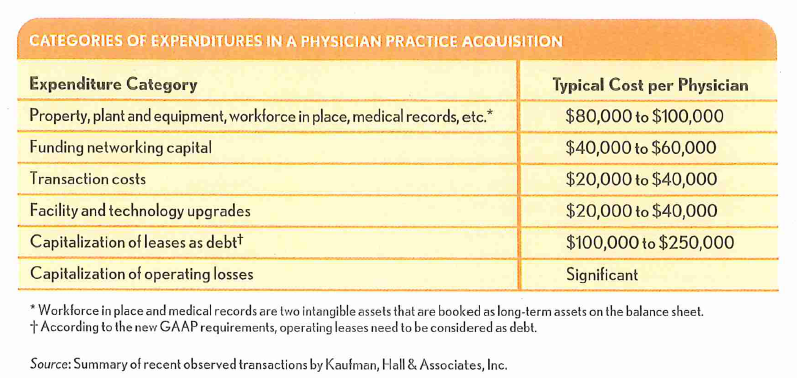 CATEGORIES OF EXPENDITURES IN A PHYSICIAN PRACTICE ACQUISITION
Expenditure Category Typical Cost per Physician
Property, plant and equipment, workforce in place, medical records, etc.* $80,000 to $100,000
Funding networking capital $40,000 to $60,000
Transaction costs $20,000 to $40,000
Facility and technology upgrades $20,000 to $40,000
Capitalization of leases as debt† $100,000 to $250,000
Capitalization of operating losses Significant
* Workforce in place and medical records are two intangible assets that are booked as long-term assets on the balance sheet.
† According to the new GAAP requirements, operating leases need to be considered as debt.
Source: Summary of recent observed transactions by Kaufman, Hall & Associates, Inc.